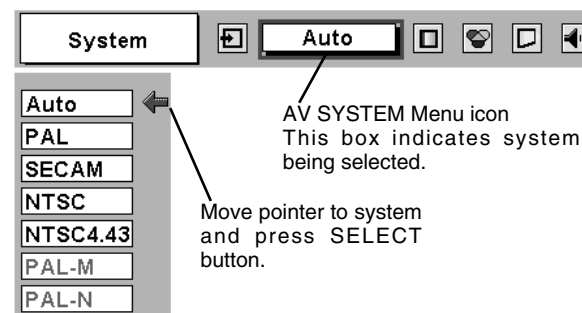 System
Auto
Auto
PAL
SECAM
NTSC
NTSC4.43
PAL-M
PAL-N
AV SYSTEM Menu icon
This box indicates system
being selected.
Move pointer to system
and press SELECT
button.